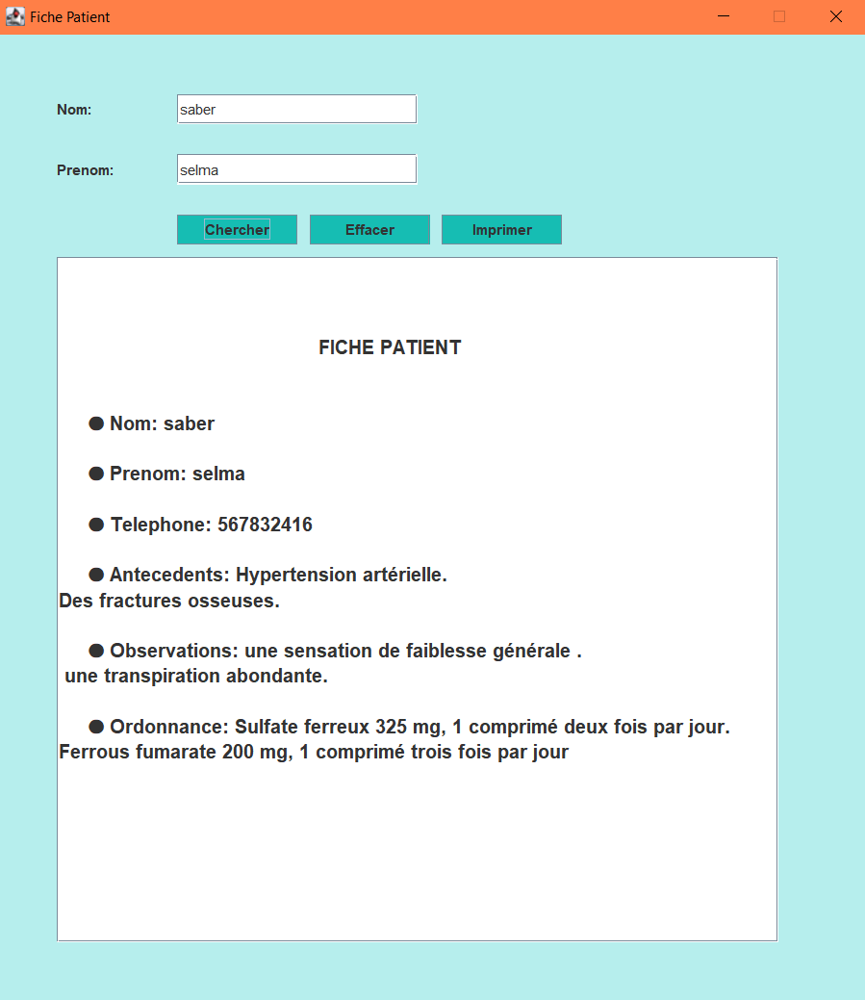 Fiche Patient
Nom: saber
Prenom: selma
Chercher Effacer Imprimer
FICHE PATIENT
● Nom: saber
● Prenom: selma
● Telephone: 567832416
● Antecedents: Hypertension artérielle.
Des fractures osseuses.
● Observations: une sensation de faiblesse générale .
une transpiration abondante.
● Ordonnance: Sulfate ferreux 325 mg, 1 comprimé deux fois par jour.
Ferrous fumarate 200 mg, 1 comprimé trois fois par jour